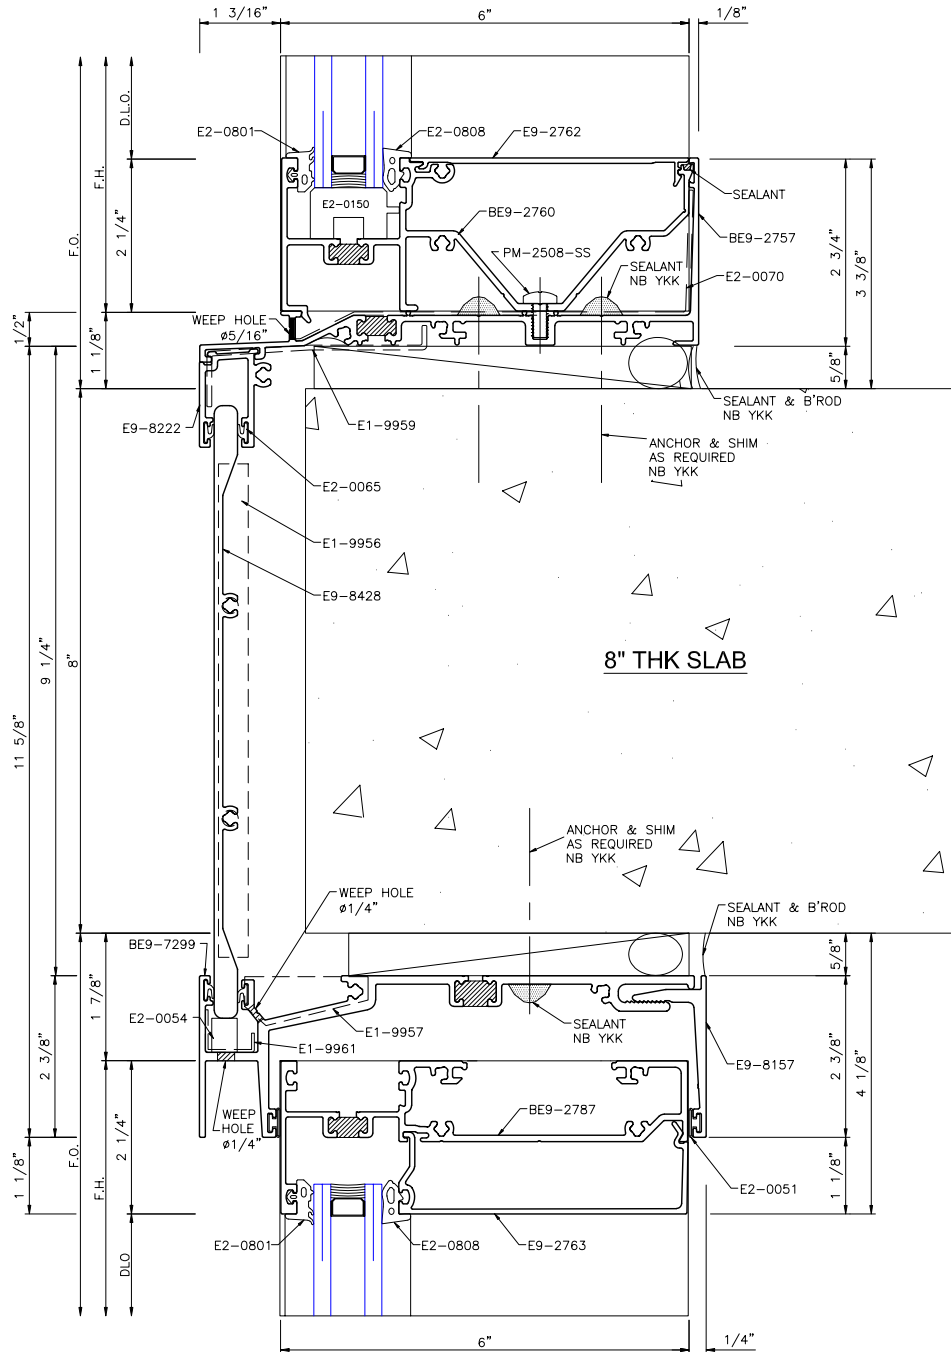 1 3/16"
6"
1/8"
D.L.O.
F.H.
F.O.
E2-0801
E2-0808
E9-2762
E2-0150
SEALANT
BE9-2760
BE9-2757
PM-2508-SS
SEALANT
NB YKK
E2-0070
2 1/4"
2 3/4"
3 3/8"
WEEP HOLE
ø5/16"
1/2"
1 1/8"
5/8"
SEALANT & B'ROD
NB YKK
E9-8222
E1-9959
ANCHOR & SHIM
AS REQUIRED
NB YKK
E2-0065
E1-9956
E9-8428
8" THK SLAB
9 1/4"
8"
11 5/8"
ANCHOR & SHIM
AS REQUIRED
NB YKK
WEEP HOLE
ø1/4"
SEALANT & B'ROD
NB YKK
BE9-7299
5/8"
1 7/8"
E2-0054
E1-9957
SEALANT
NB YKK
E1-9961
E9-8157
2 3/8"
2 3/8"
4 1/8"
WEEP
HOLE
ø1/4"
BE9-2787
2 1/4"
F.O.
F.H.
1 1/8"
1 1/8"
E2-0051
E2-0801
E2-0808
E9-2763
DLO
6"
1/4"